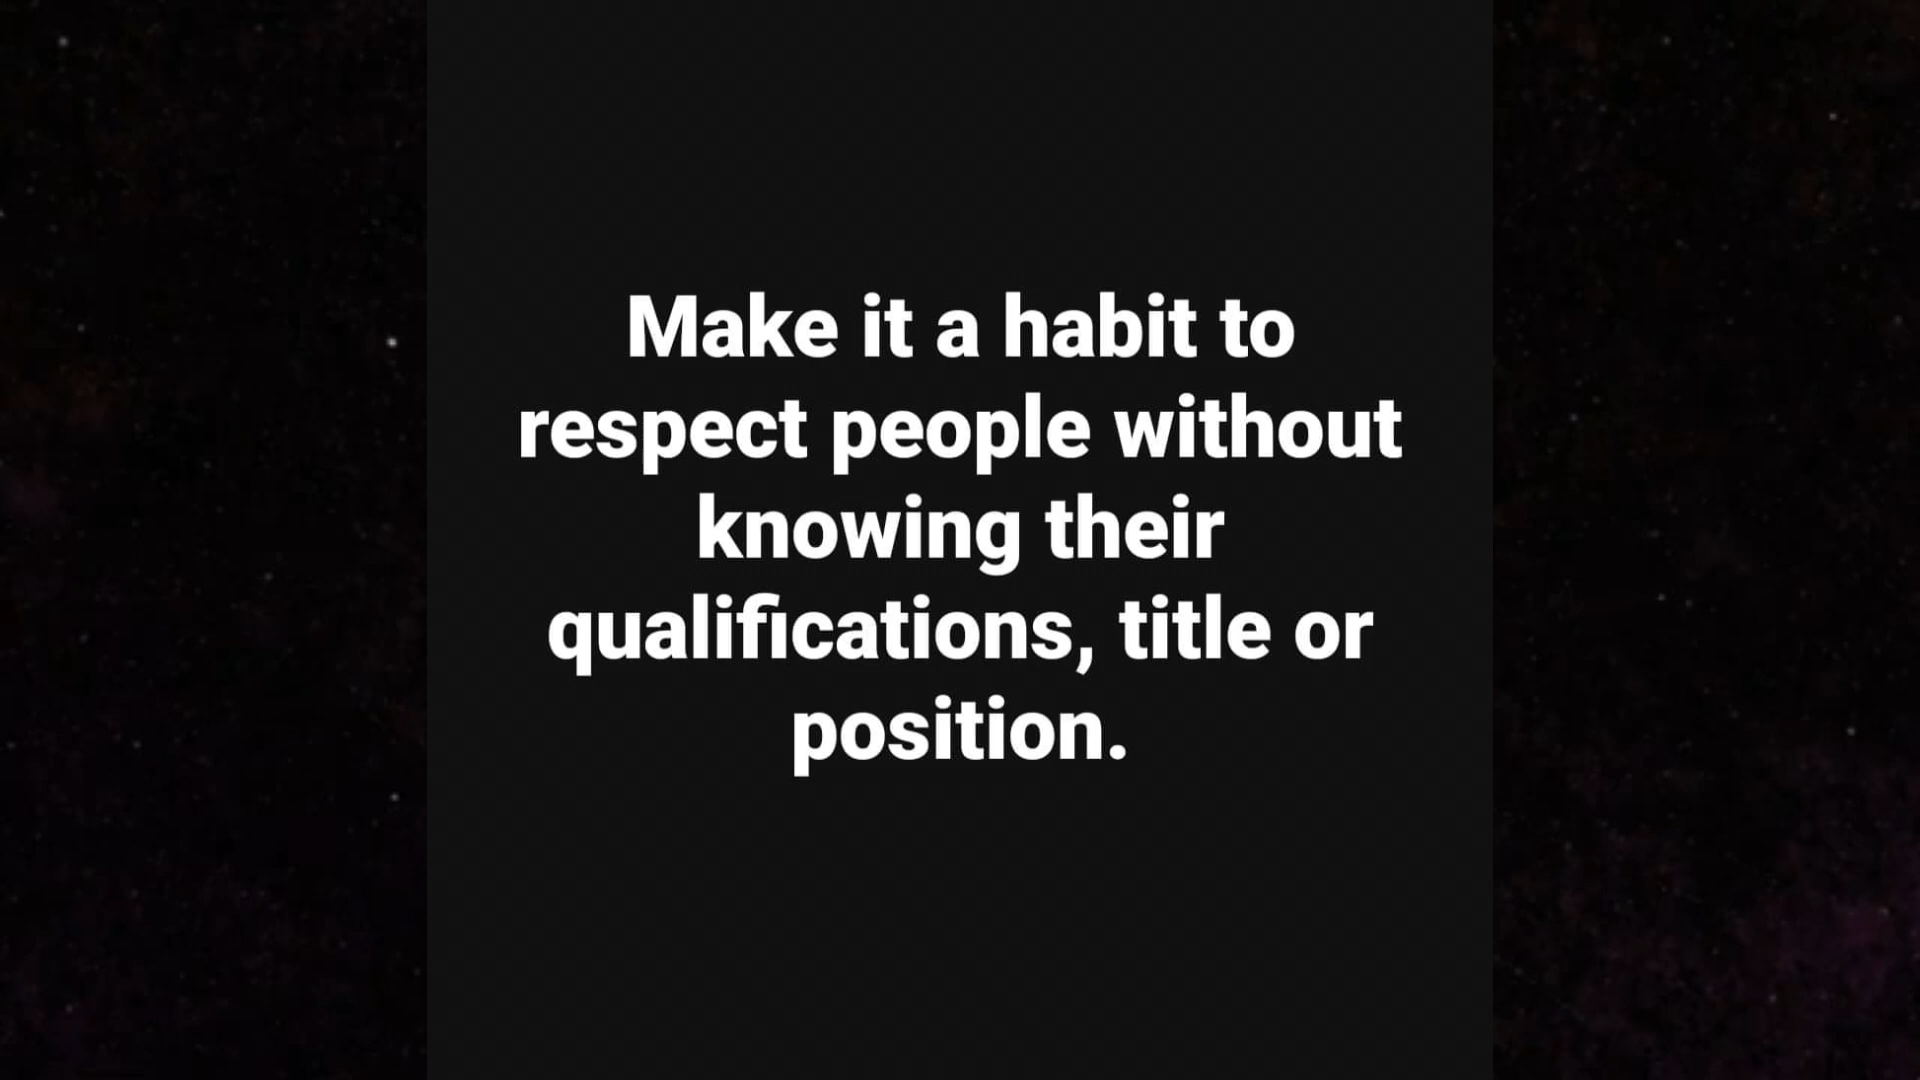 Make it a habit to
respect people without
knowing their
qualifications, title or
position.